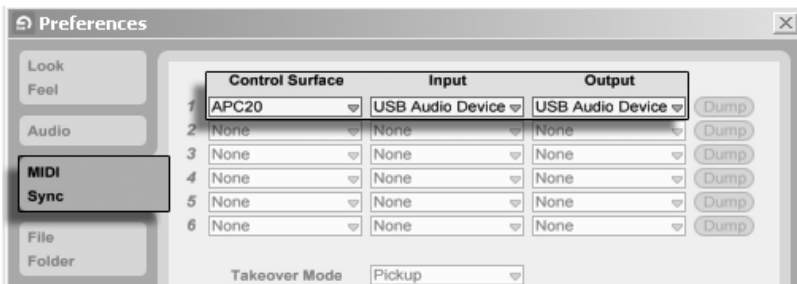 Preferences
Look
Feel
Audio
MIDI
Sync
File
Folder
Control Surface Input Output
1 APC20 USB Audio Device USB Audio Device Dump
2 None None None Dump
3 None None None Dump
4 None None None Dump
5 None None None Dump
6 None None None Dump
Takeover Mode Pickup